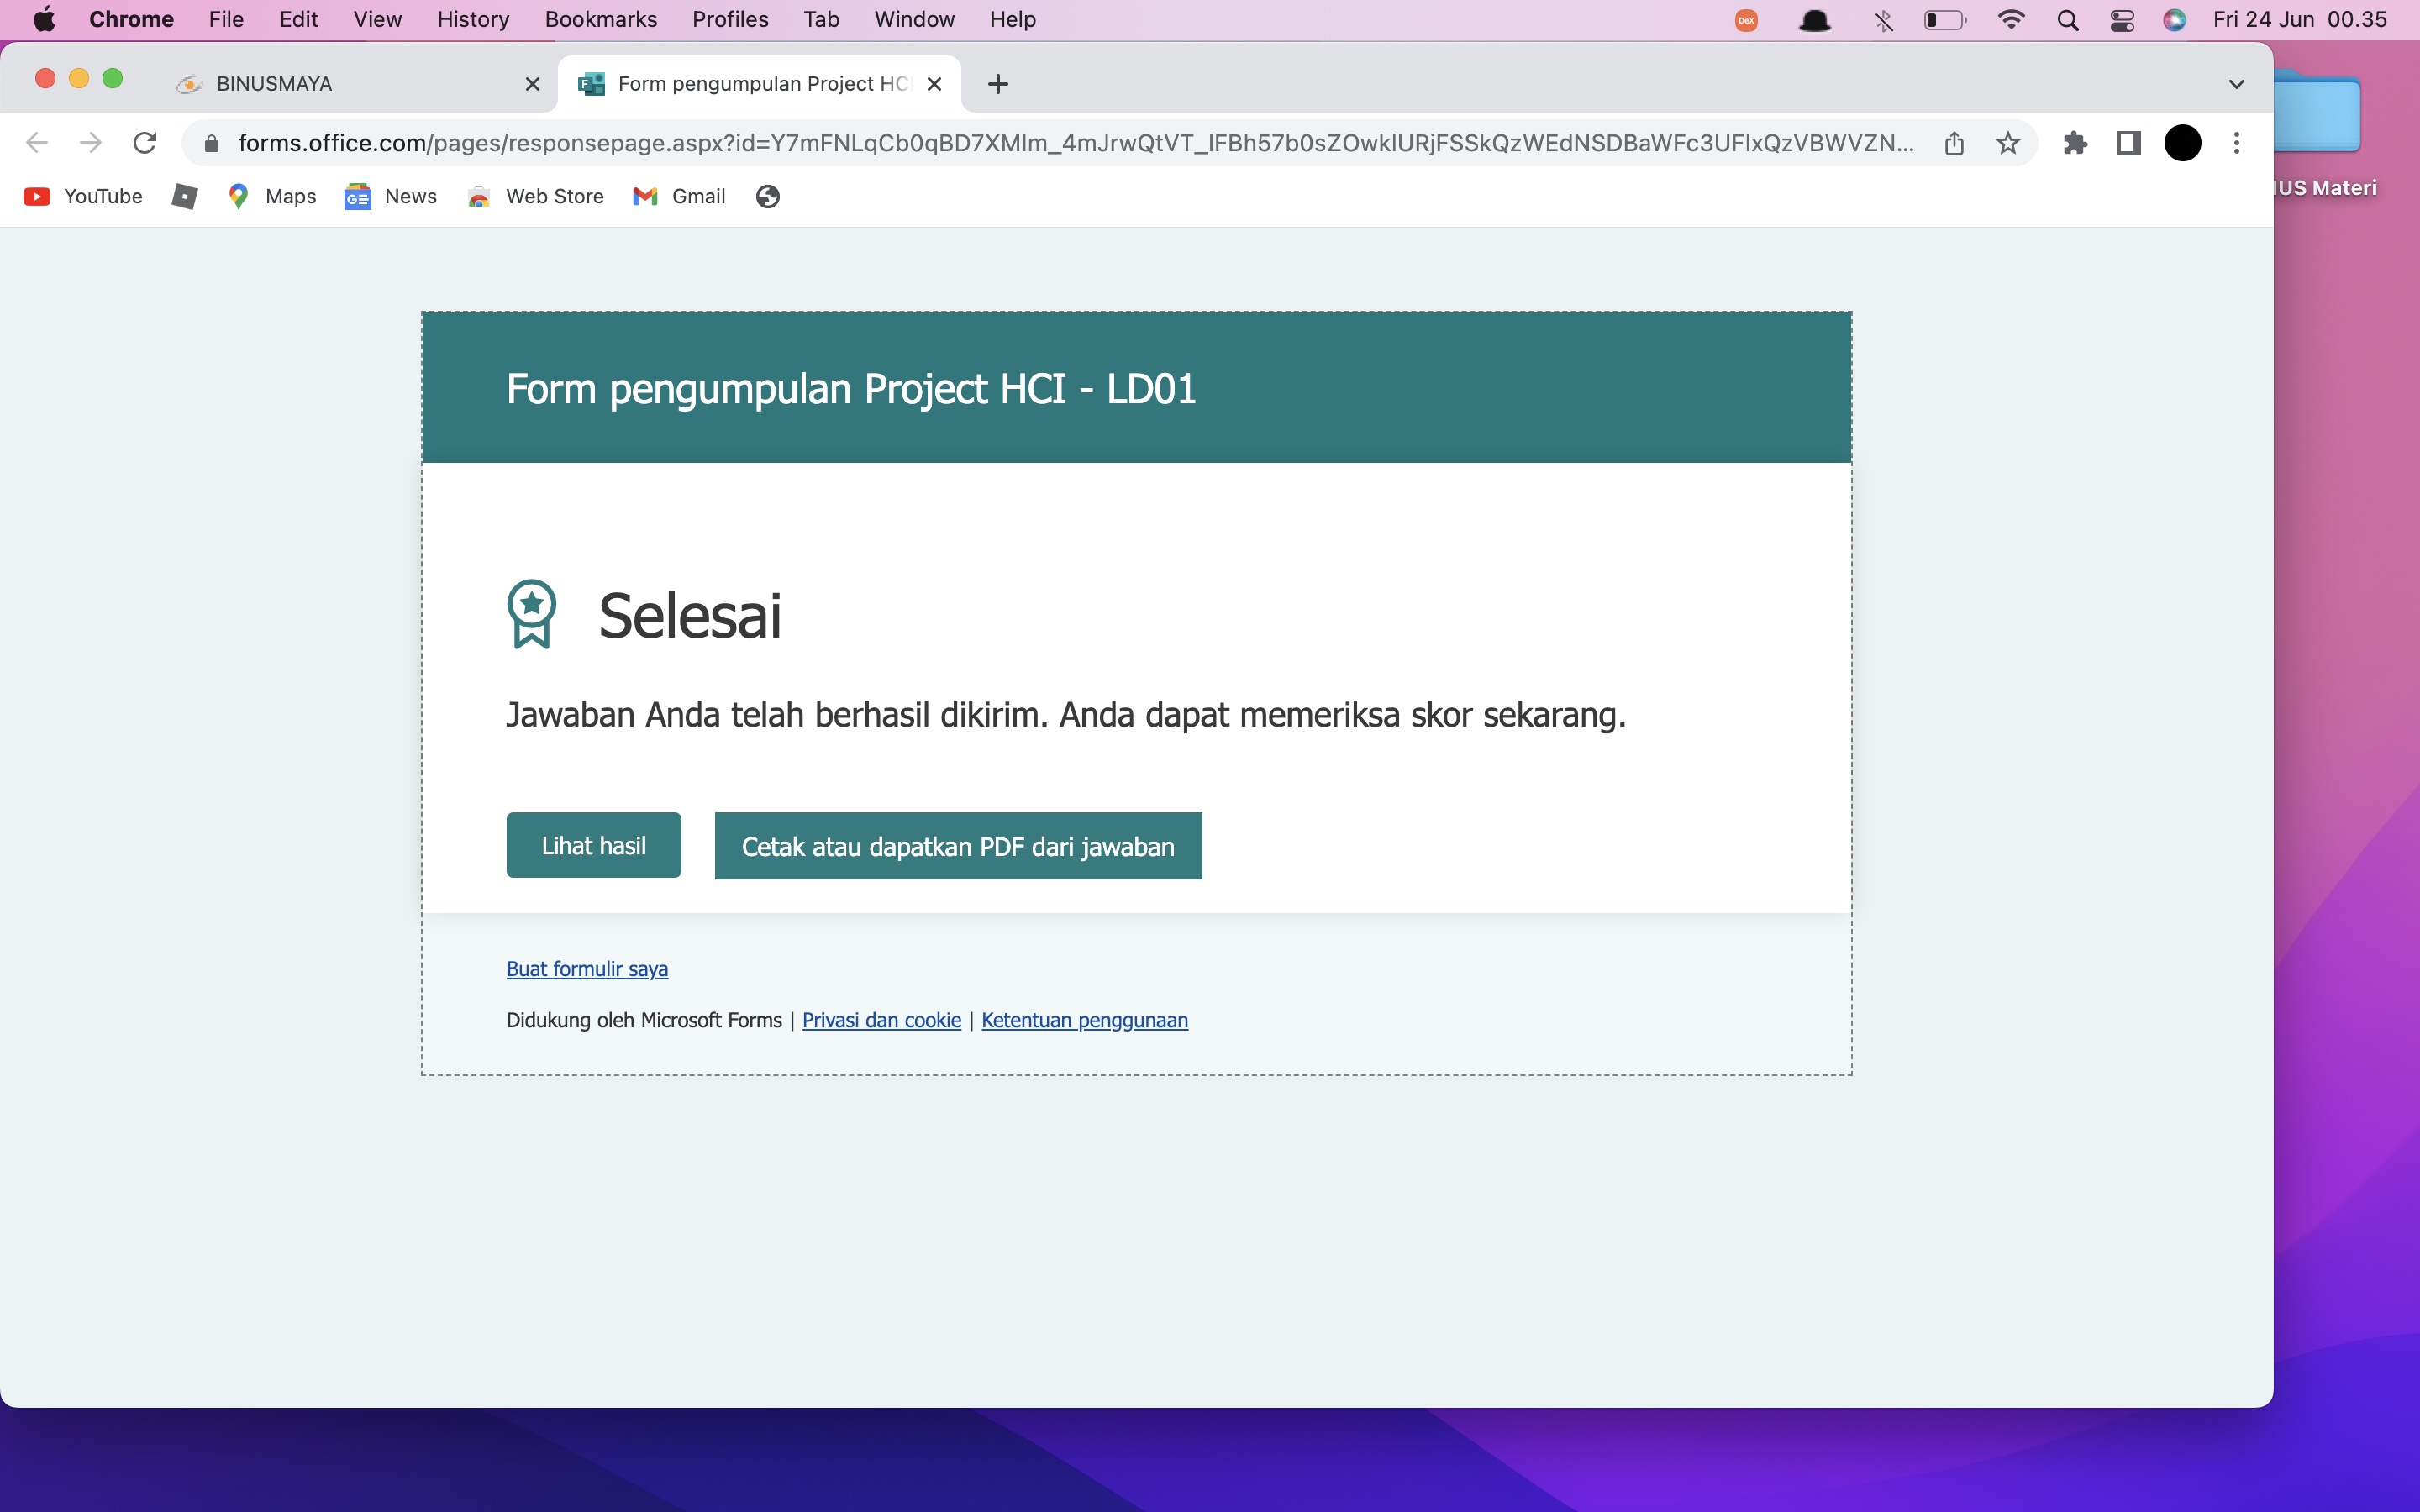 Chrome File Edit View History Bookmarks Profiles Tab Window Help DeX Fri 24 Jun 00.35
BINUSMAYA Form pengumpulan Project HC
forms.office.com/pages/responsepage.aspx?id=Y7mFNLqCb0qBD7XMIm_4mJrwQtVT_lFBh57b0sZOwklURjFSSkQzWEdNSDBaWFc3UFIxQzVBWVZN...
YouTube Maps News Web Store Gmail
US Materi
Form pengumpulan Project HCI - LD01
Selesai
Jawaban Anda telah berhasil dikirim. Anda dapat memeriksa skor sekarang.
Lihat hasil Cetak atau dapatkan PDF dari jawaban
Buat formulir saya
Didukung oleh Microsoft Forms | Privasi dan cookie | Ketentuan penggunaan